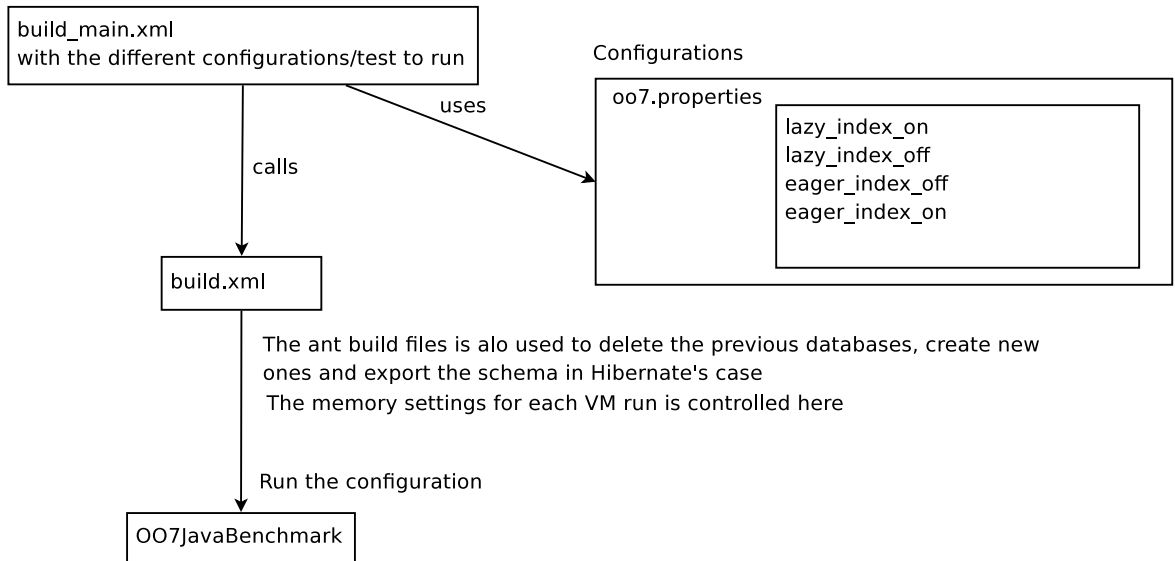 build_main.xml
with the different configurations/test to run
Configurations
oo7.properties
uses
lazy_index_on
lazy_index_off
eager_index_off
eager_index_on
calls
build.xml
The ant build files is alo used to delete the previous databases, create new
ones and export the schema in Hibernate's case
The memory settings for each VM run is controlled here
Run the configuration
OO7JavaBenchmark